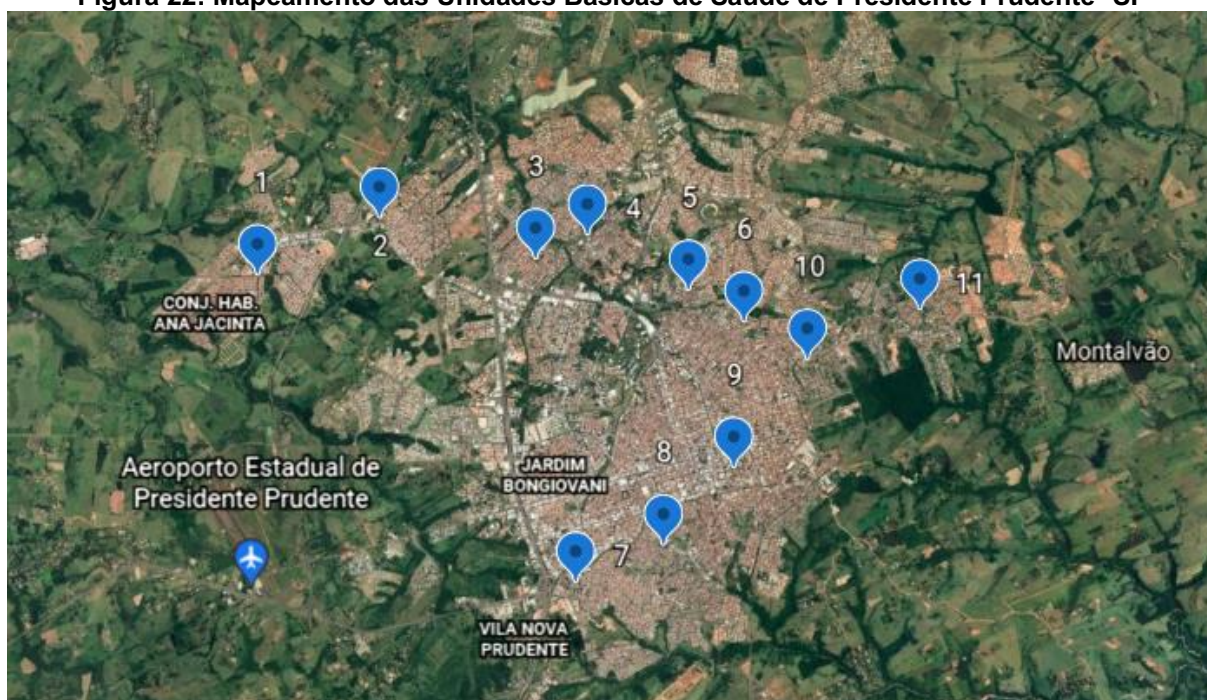 Figura 22: Mapeamento das Unidades Básicas de Saúde de Presidente Prudente -SP
1
2
3
4
5
6
10
11
CONJ. HAB.
ANA JACINTA
Montalvão
9
8
Aeroporto Estadual de
Presidente Prudente
JARDIM
BONGIOVANI
7
VILA NOVA
PRUDENTE